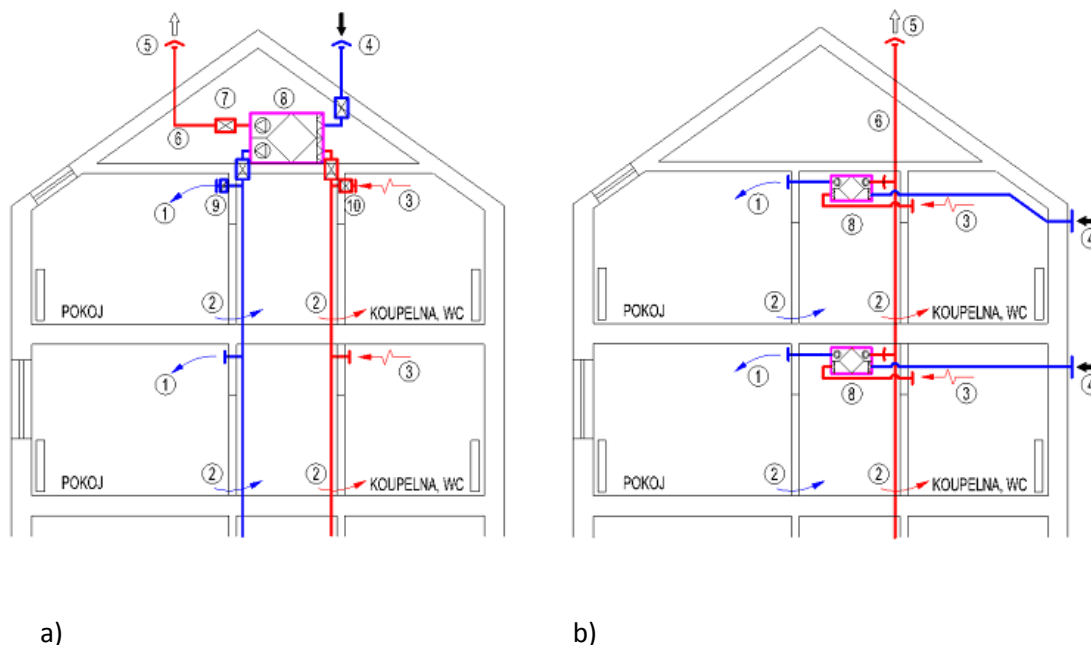 ⑤ ④ ⑤
⑦ ⑧
⑥ ⑥
① ⑨ ⑩ ③ ① ⑧ ③ ④
② ② ② ②
POKOJ KOUPELNA, WC POKOJ KOUPELNA, WC
① ③ ① ⑧ ③ ④
② ② ② ②
POKOJ KOUPELNA, WC POKOJ KOUPELNA, WC
a) b)